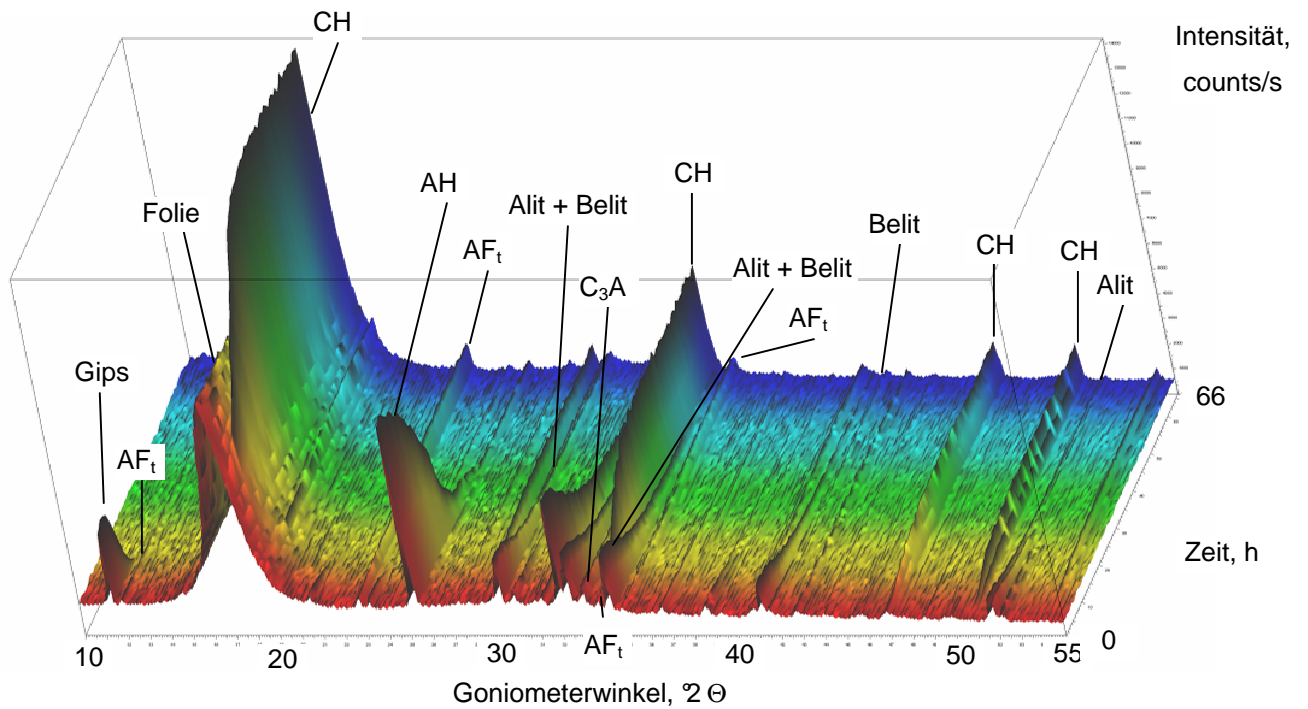 CH
Intensität,
counts/s
Folie
AH
Alit + Belit
CH
AFt
C3A
Alit + Belit
Belit
CH
CH
Alit
AFt
Gips
AFt
66
Zeit, h
0
AFt
10
20
30
40
50
55
Goniometerwinkel, °2 Θ